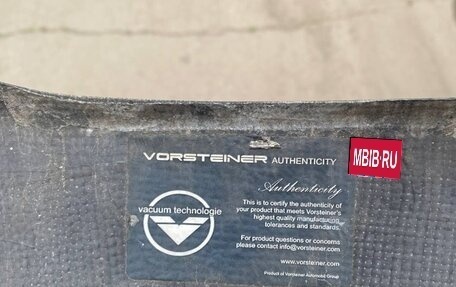 VORSTEINER AUTHENTICITY
MBIB.RU
Authenticity
vacuum technologie
This is to certify the authenticity of
your product that meets Vorsteiner's
highest quality manufacturing
tolerances and standards.
For product questions or concerns
please contact info@vorsteiner.com
www.vorsteiner.com
Product of Vorsteiner Automobil Group